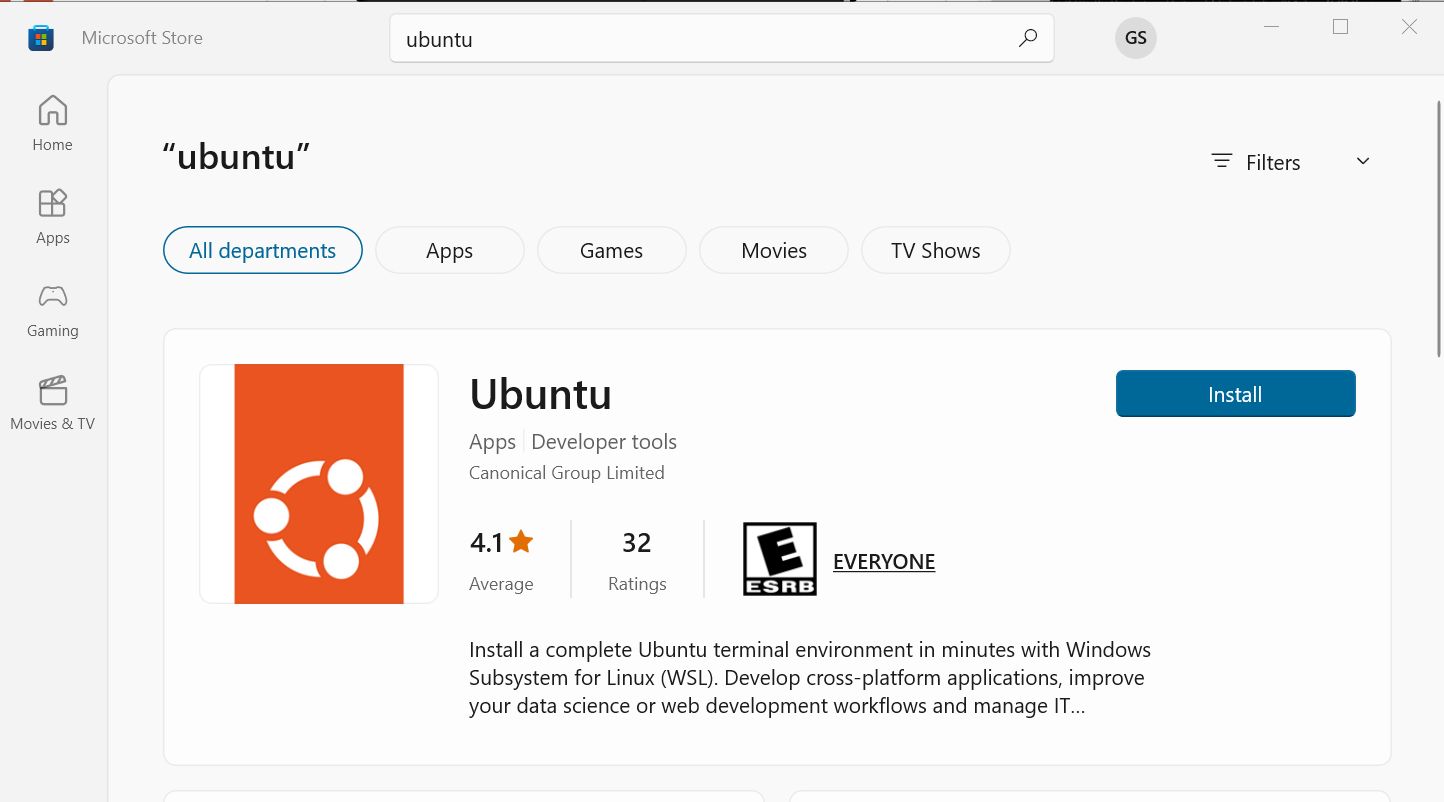 Microsoft Store
ubuntu
GS
Home
Apps
Gaming
Movies & TV
“ubuntu”
Filters
All departments
Apps
Games
Movies
TV Shows
Ubuntu
Install
Apps
Developer tools
Canonical Group Limited
4.1
Average
32
Ratings
E
ESRB
EVERYONE
Install a complete Ubuntu terminal environment in minutes with Windows
Subsystem for Linux (WSL). Develop cross-platform applications, improve
your data science or web development workflows and manage IT...